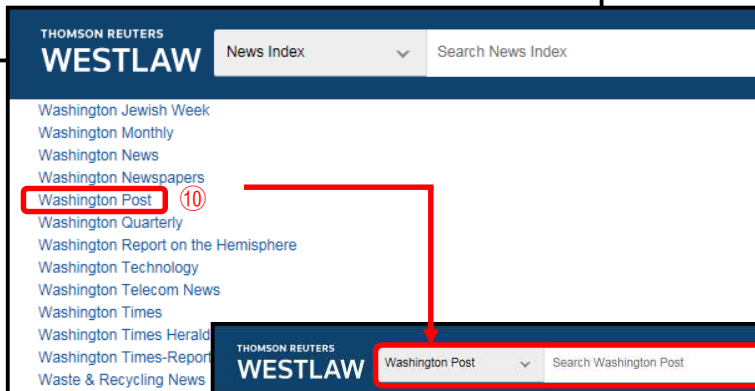 THOMSON REUTERS
WESTLAW
News Index
Search News Index
Washington Jewish Week
Washington Monthly
Washington News
Washington Newspapers
Washington Post ⑩
Washington Quarterly
Washington Report on the Hemisphere
Washington Technology
Washington Telecom News
Washington Times
Washington Times Herald
Washington Times-Report
Waste & Recycling News
THOMSON REUTERS
WESTLAW
Washington Post
Search Washington Post